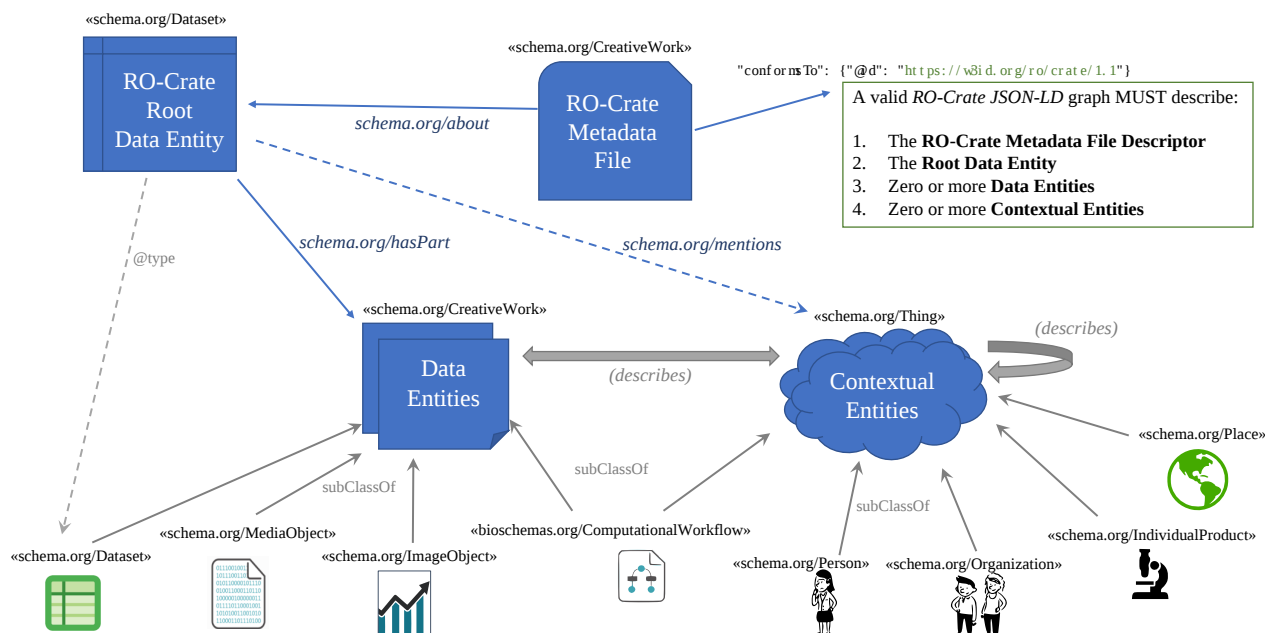 «schema.org/Dataset»
RO-Crate
Root
Data Entity
«schema.org/CreativeWork»
RO-Crate
Metadata
File
schema.org/about
"conformsTo": {"@id": "https://w3id.org/ro/crate/1.1"}
A valid RO-Crate JSON-LD graph MUST describe:
1. The RO-Crate Metadata File Descriptor
2. The Root Data Entity
3. Zero or more Data Entities
4. Zero or more Contextual Entities
schema.org/hasPart
schema.org/mentions
@type
«schema.org/CreativeWork»
Data
Entities
(describes)
«schema.org/Thing»
Contextual
Entities
(describes)
subClassOf
subClassOf
subClassOf
«schema.org/Place»
«schema.org/Dataset»
«schema.org/MediaObject»
«schema.org/ImageObject»
«bioschemas.org/ComputationalWorkflow»
«schema.org/Person»
«schema.org/Organization»
«schema.org/IndividualProduct»